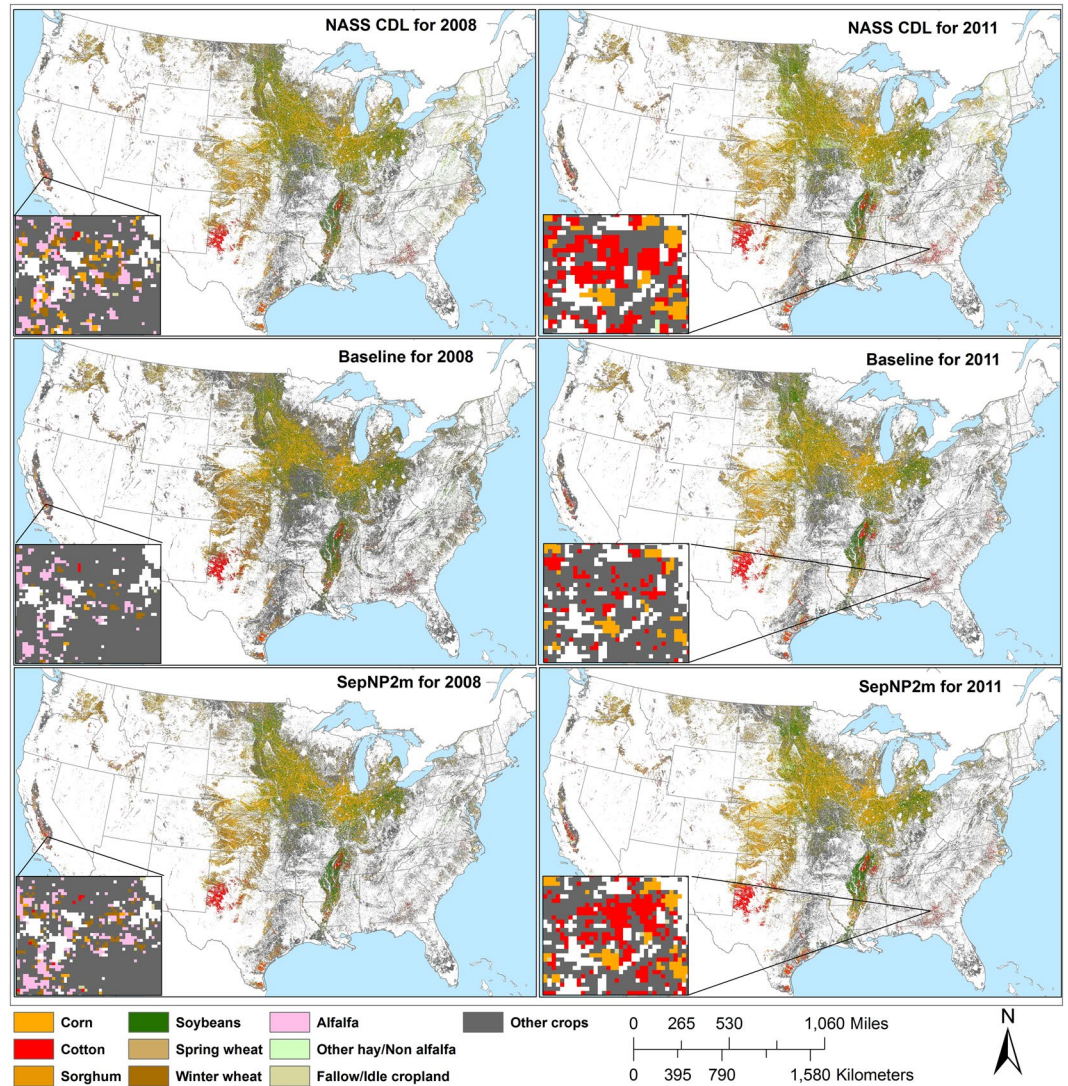 NASS CDL for 2008
NASS CDL for 2011
Baseline for 2008
Baseline for 2011
SepNP2m for 2008
SepNP2m for 2011
Corn
Soybeans
Alfalfa
Other crops
Cotton
Spring wheat
Other hay/Non alfalfa
Sorghum
Winter wheat
Fallow/Idle cropland
0 265 530 1,060 Miles
0 395 790 1,580 Kilometers
N